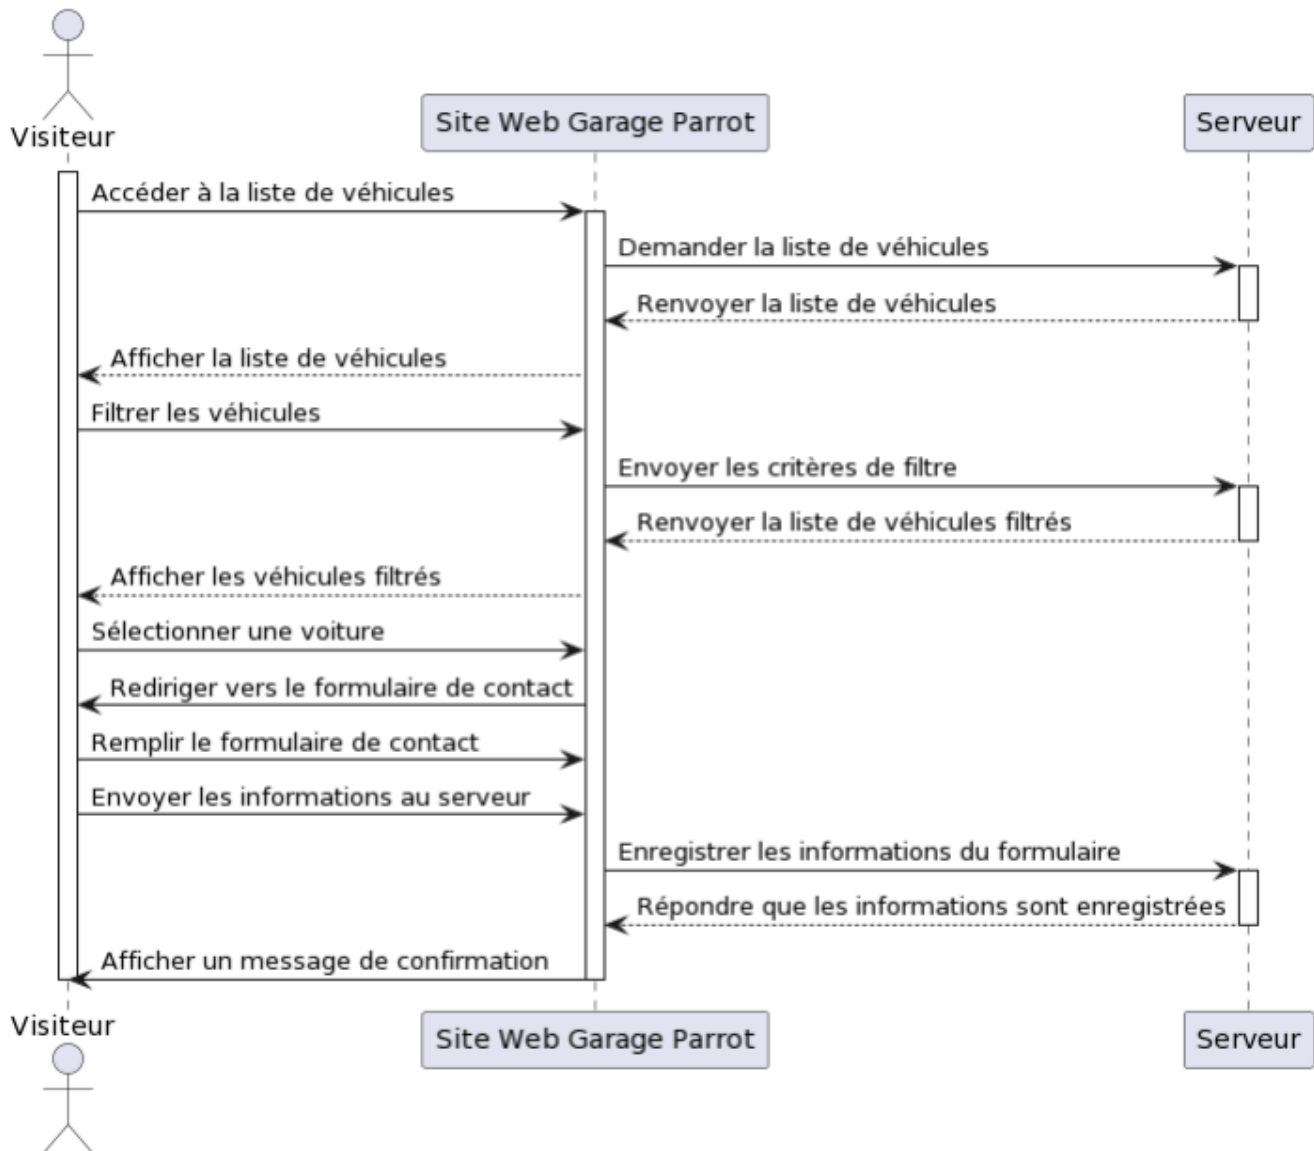 Visiteur
Site Web Garage Parrot
Serveur
Accéder à la liste de véhicules
Demander la liste de véhicules
Renvoyer la liste de véhicules
Afficher la liste de véhicules
Filtrer les véhicules
Envoyer les critères de filtre
Renvoyer la liste de véhicules filtrés
Afficher les véhicules filtrés
Sélectionner une voiture
Rediriger vers le formulaire de contact
Remplir le formulaire de contact
Envoyer les informations au serveur
Enregistrer les informations du formulaire
Répondre que les informations sont enregistrées
Afficher un message de confirmation
Visiteur
Site Web Garage Parrot
Serveur